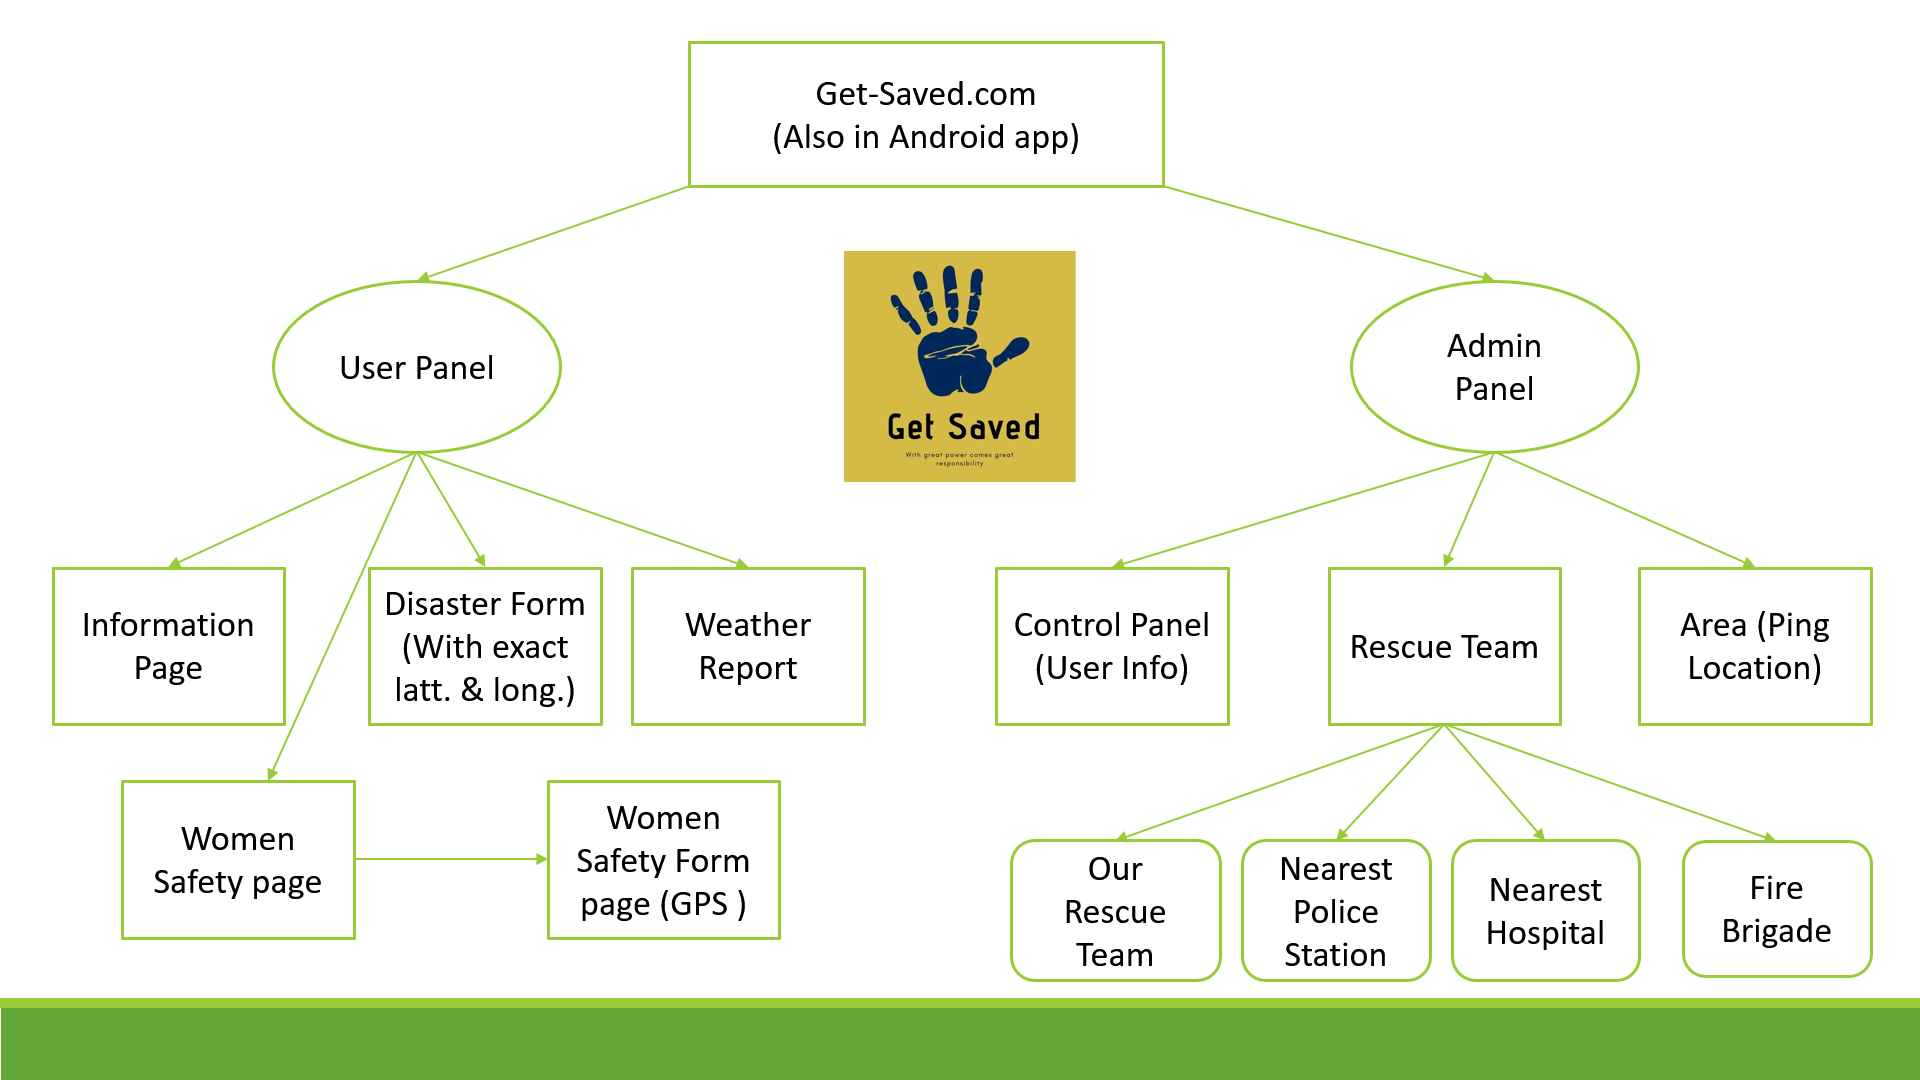 Get-Saved.com
(Also in Android app)
User Panel
Get Saved
With great power comes great
responsibility
Admin
Panel
Information
Page
Disaster Form
(With exact
latt. & long.)
Weather
Report
Control Panel
(User Info)
Rescue Team
Area (Ping
Location)
Women
Safety page
Women
Safety Form
page (GPS )
Our
Rescue
Team
Nearest
Police
Station
Nearest
Hospital
Fire
Brigade